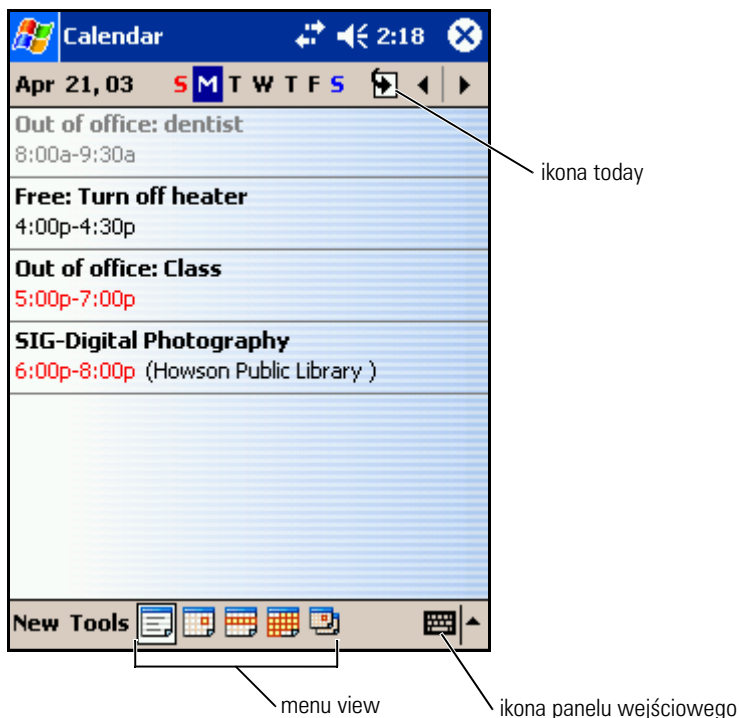 Calendar 2:18
Apr 21, 03 S M T W T F S
ikona today
Out of office: dentist
8:00a-9:30a
Free: Turn off heater
4:00p-4:30p
Out of office: Class
5:00p-7:00p
SIG-Digital Photography
6:00p-8:00p (Howson Public Library )
New Tools
menu view
ikona panelu wejściowego